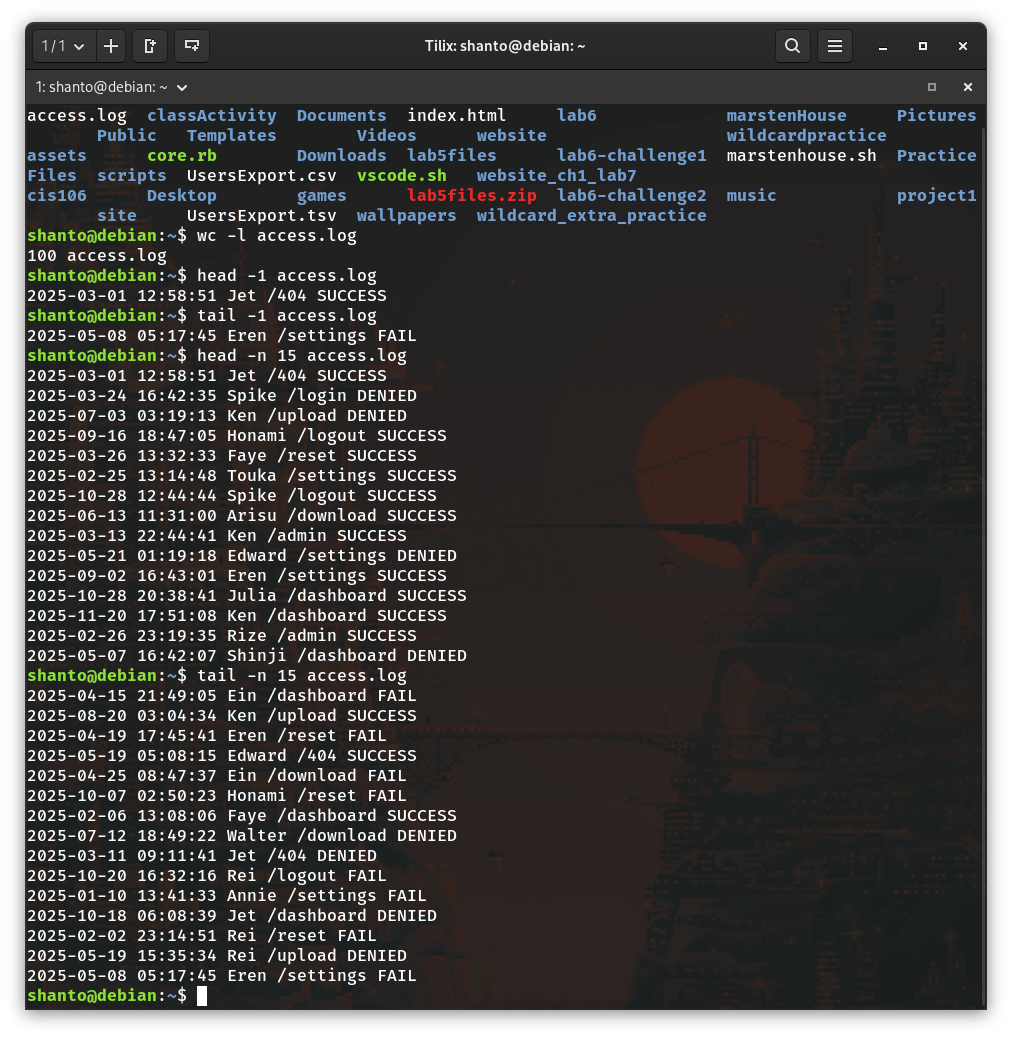 1 / 1
Tilix: shanto@debian: ~
1: shanto@debian: ~
access.log  classActivity  Documents  index.html     lab6             marstenHouse     Pictures
       Public   Templates        Videos      website                  wildcardpractice
assets      core.rb        Downloads  lab5files      lab6-challenge1  marstenhouse.sh  Practice
Files  scripts  UsersExport.csv  vscode.sh   website_ch1_lab7
cis106      Desktop        games      lab5files.zip  lab6-challenge2  music            project1
       site     UsersExport.tsv  wallpapers  wildcard_extra_practice
shanto@debian:~$ wc -l access.log
100 access.log
shanto@debian:~$ head -1 access.log
2025-03-01 12:58:51 Jet /404 SUCCESS
shanto@debian:~$ tail -1 access.log
2025-05-08 05:17:45 Eren /settings FAIL
shanto@debian:~$ head -n 15 access.log
2025-03-01 12:58:51 Jet /404 SUCCESS
2025-03-24 16:42:35 Spike /login DENIED
2025-07-03 03:19:13 Ken /upload DENIED
2025-09-16 18:47:05 Honami /logout SUCCESS
2025-03-26 13:32:33 Faye /reset SUCCESS
2025-02-25 13:14:48 Touka /settings SUCCESS
2025-10-28 12:44:44 Spike /logout SUCCESS
2025-06-13 11:31:00 Arisu /download SUCCESS
2025-03-13 22:44:41 Ken /admin SUCCESS
2025-05-21 01:19:18 Edward /settings DENIED
2025-09-02 16:43:01 Eren /settings SUCCESS
2025-10-28 20:38:41 Julia /dashboard SUCCESS
2025-11-20 17:51:08 Ken /dashboard SUCCESS
2025-02-26 23:19:35 Rize /admin SUCCESS
2025-05-07 16:42:07 Shinji /dashboard DENIED
shanto@debian:~$ tail -n 15 access.log
2025-04-15 21:49:05 Ein /dashboard FAIL
2025-08-20 03:04:34 Ken /upload SUCCESS
2025-04-19 17:45:41 Eren /reset FAIL
2025-05-19 05:08:15 Edward /404 SUCCESS
2025-04-25 08:47:37 Ein /download FAIL
2025-10-07 02:50:23 Honami /reset FAIL
2025-02-06 13:08:06 Faye /dashboard SUCCESS
2025-07-12 18:49:22 Walter /download DENIED
2025-03-11 09:11:41 Jet /404 DENIED
2025-10-20 16:32:16 Rei /logout FAIL
2025-01-10 13:41:33 Annie /settings FAIL
2025-10-18 06:08:39 Jet /dashboard DENIED
2025-02-02 23:14:51 Rei /reset FAIL
2025-05-19 15:35:34 Rei /upload DENIED
2025-05-08 05:17:45 Eren /settings FAIL
shanto@debian:~$